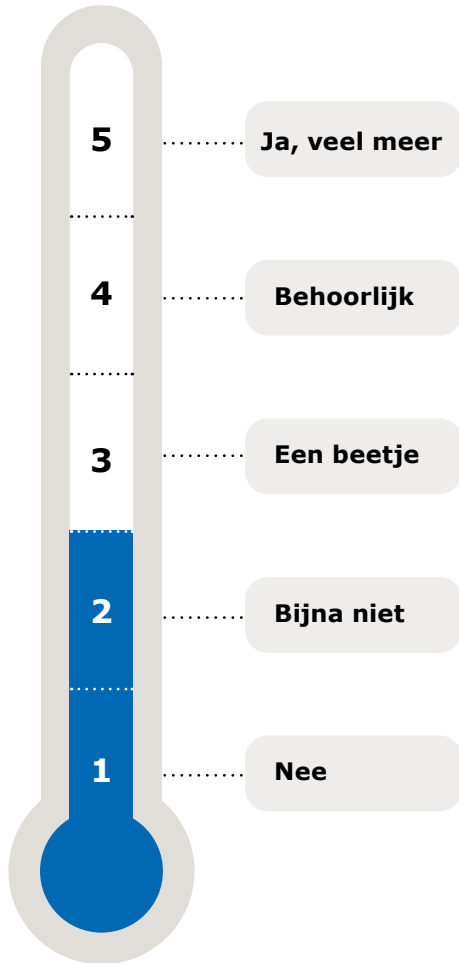 5 Ja, veel meer
4 Behoorlijk
3 Een beetje
2 Bijna niet
1 Nee